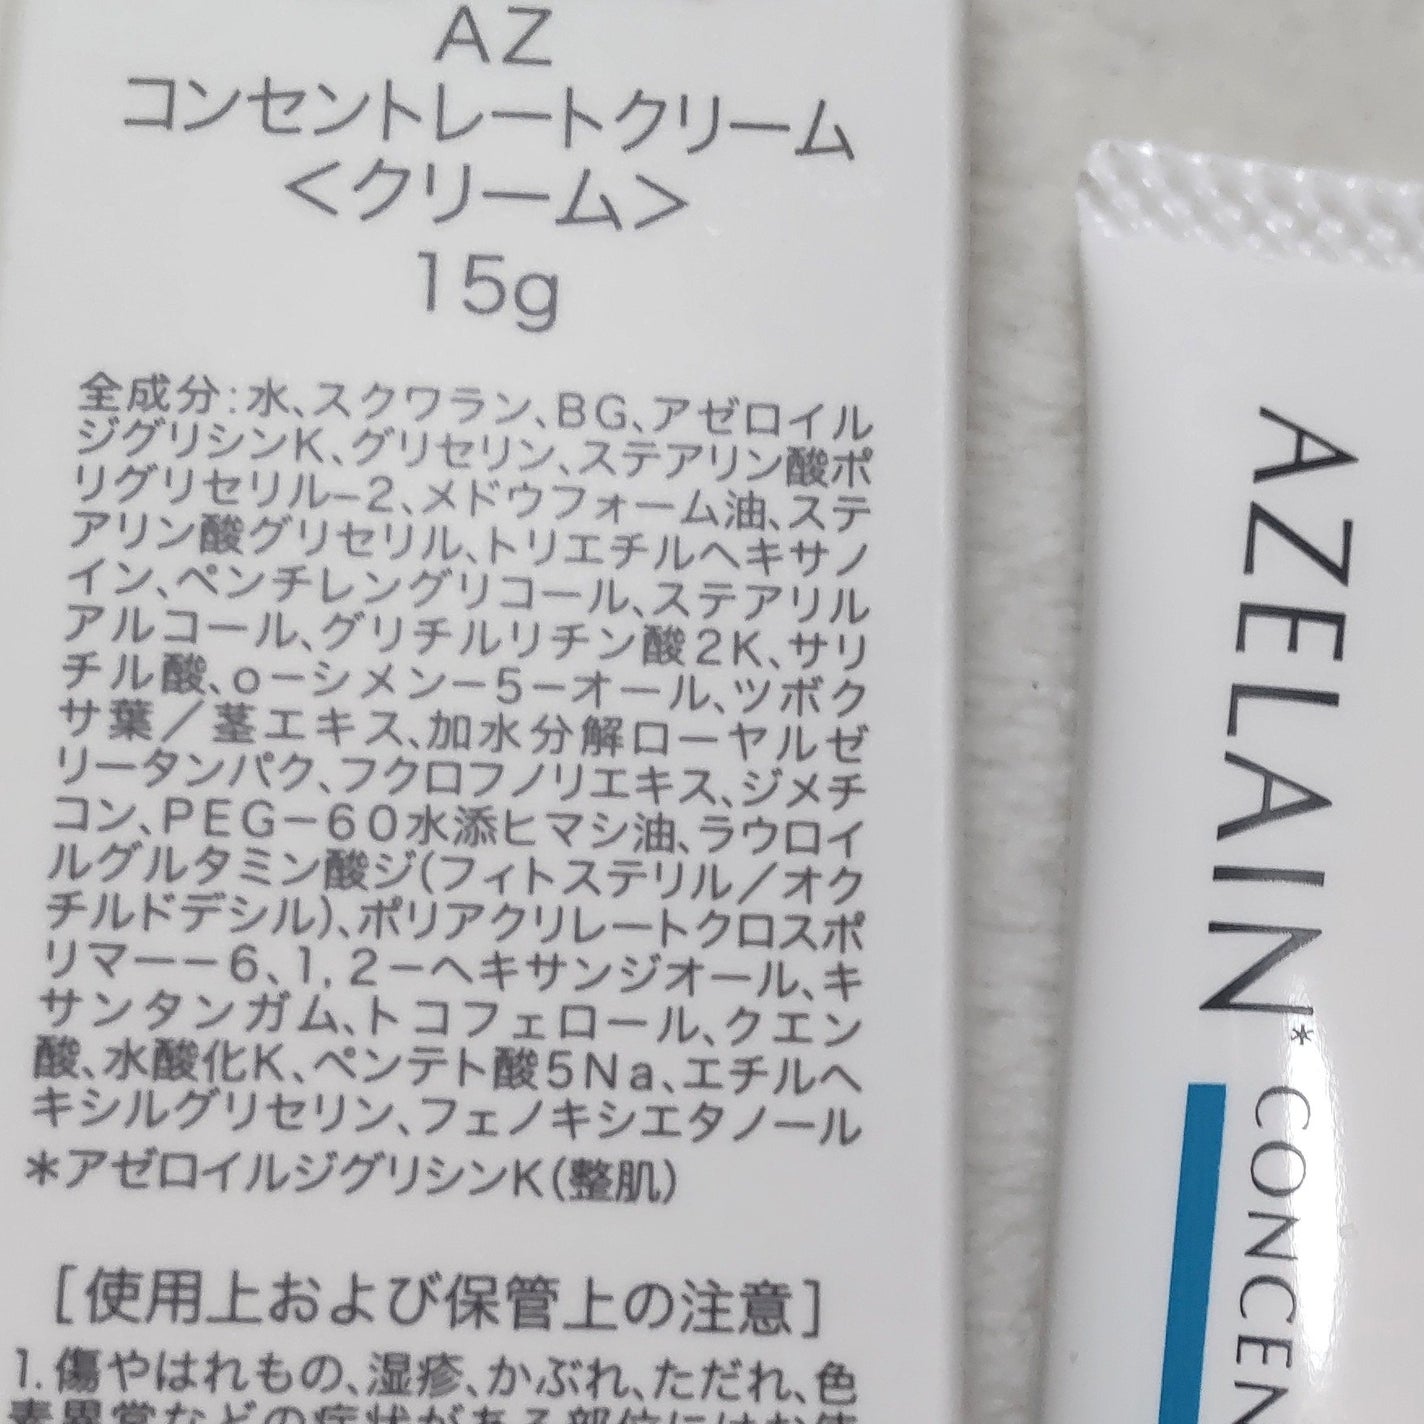 AZ
コンセントレートクリーム
<クリーム>
15g
全成分:水、スクワラン、BG、アゼロイル
ジグリシンK、グリセリン、ステアリン酸ポ
リグリセリル-2、メドウフォーム油、ステ
アリン酸グリセリル、トリエチルヘキサノ
イン、ペンチレングリコール、ステアリル
アルコール、グリチルリチン酸2K、サリ
チル酸、o-シメン-5-オール、ツボク
サ葉/茎エキス、加水分解ローヤルゼ
リータンパク、フクロフノリエキス、ジメチ
コン、PEG-60水添ヒマシ油、ラウロイ
ルグルタミン酸ジ(フィトステリル/オク
チルドデシル)、ポリアクリレートクロスポ
リマー-6、1,2-ヘキサンジオール、キ
サンタンガム、トコフェロール、クエン
酸、水酸化K、ペンテト酸5Na、エチルヘ
キシルグリセリン、フェノキシエタノール
*アゼロイルジグリシンK(整肌)
[使用上および保管上の注意]
1.傷やはれもの、湿疹、かぶれ、ただれ、色
素異常などの症状がある部位にはお使
AZELAIN*
CONCEN